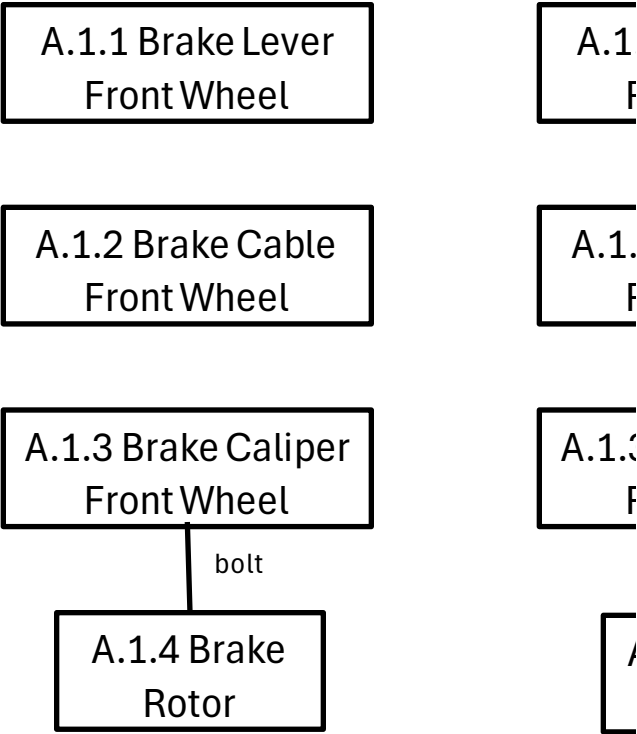 A.1.1 Brake Lever
Front Wheel
A.1.2 Brake Cable
Front Wheel
A.1.3 Brake Caliper
Front Wheel
bolt
A.1.4 Brake
Rotor